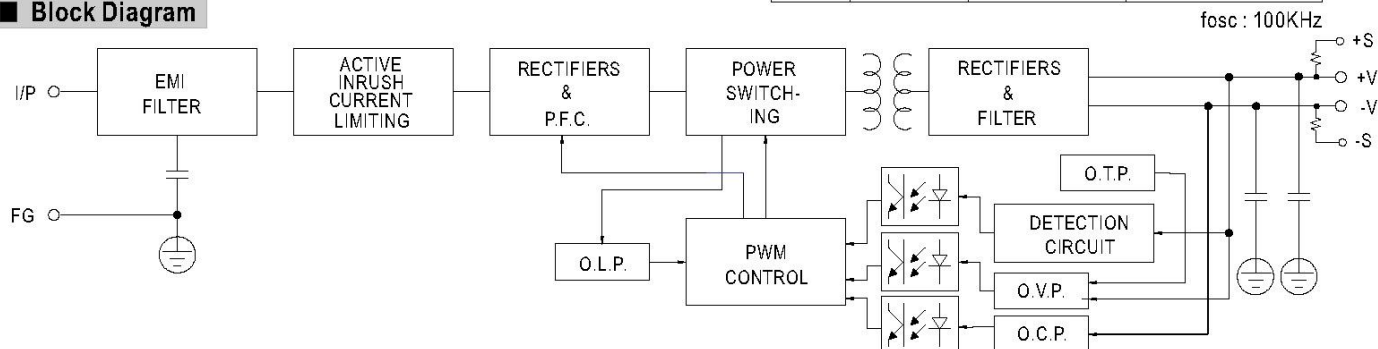 Block Diagram
fosc : 100KHz
I/P
EMI
FILTER
ACTIVE
INRUSH
CURRENT
LIMITING
RECTIFIERS
&
P.F.C.
POWER
SWITCH-
ING
RECTIFIERS
&
FILTER
+S
+V
-V
-S
FG
O.L.P.
PWM
CONTROL
O.T.P.
DETECTION
CIRCUIT
O.V.P.
O.C.P.